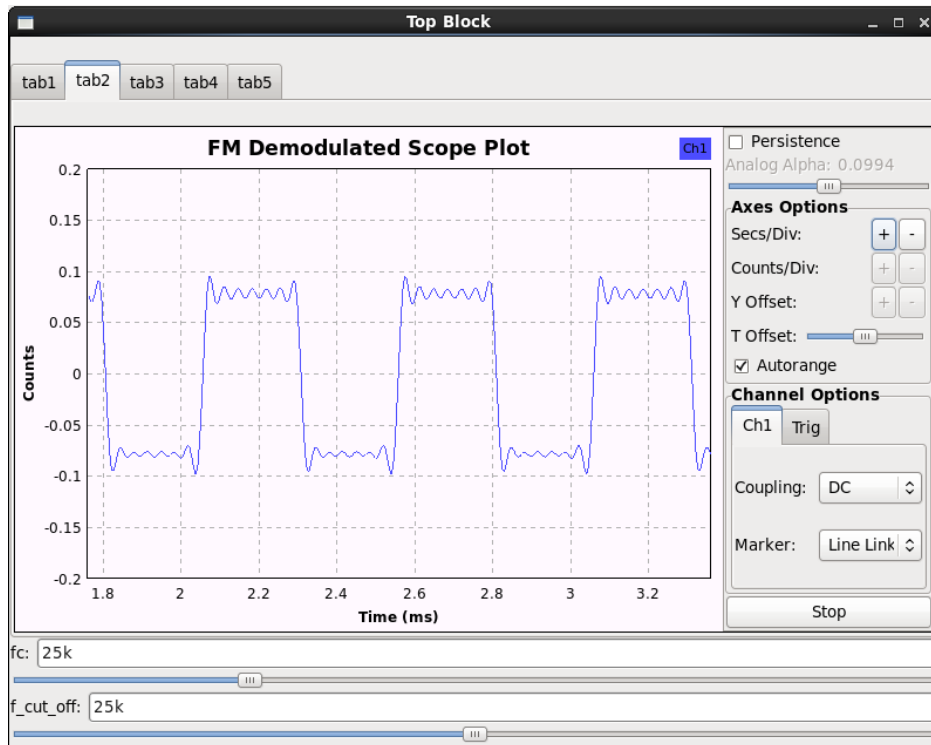 Top Block
tab1 tab2 tab3 tab4 tab5
FM Demodulated Scope Plot
Ch1
Counts
0.2
0.15
0.1
0.05
0
-0.05
-0.1
-0.15
-0.2
1.8 2 2.2 2.4 2.6 2.8 3 3.2
Time (ms)
Persistence
Analog Alpha: 0.0994
Axes Options
Secs/Div: + -
Counts/Div: + -
Y Offset: + -
T Offset:
Autorange
Channel Options
Ch1 Trig
Coupling: DC
Marker: Line Link
Stop
fc: 25k
f_cut_off: 25k